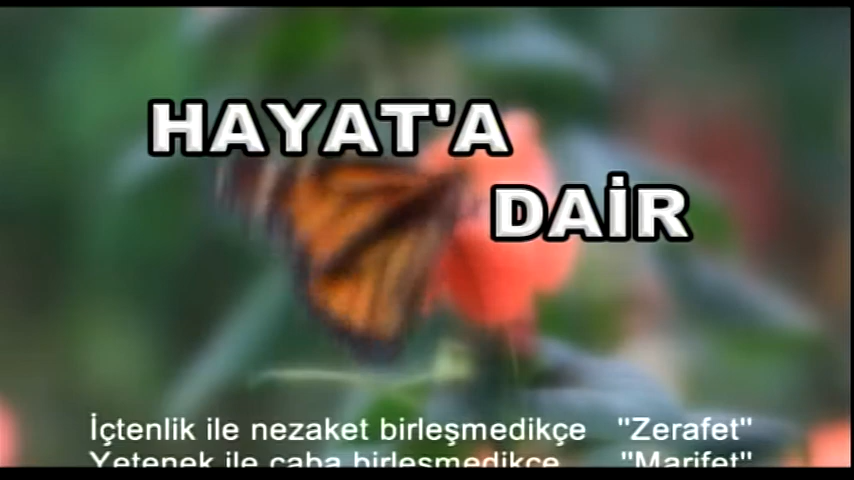 HAYAT'A
DAİR
İçtenlik ile nezaket birleşmedikçe "Zerafet"
Yetenek ile çaba birleşmedikçe "Marifet"